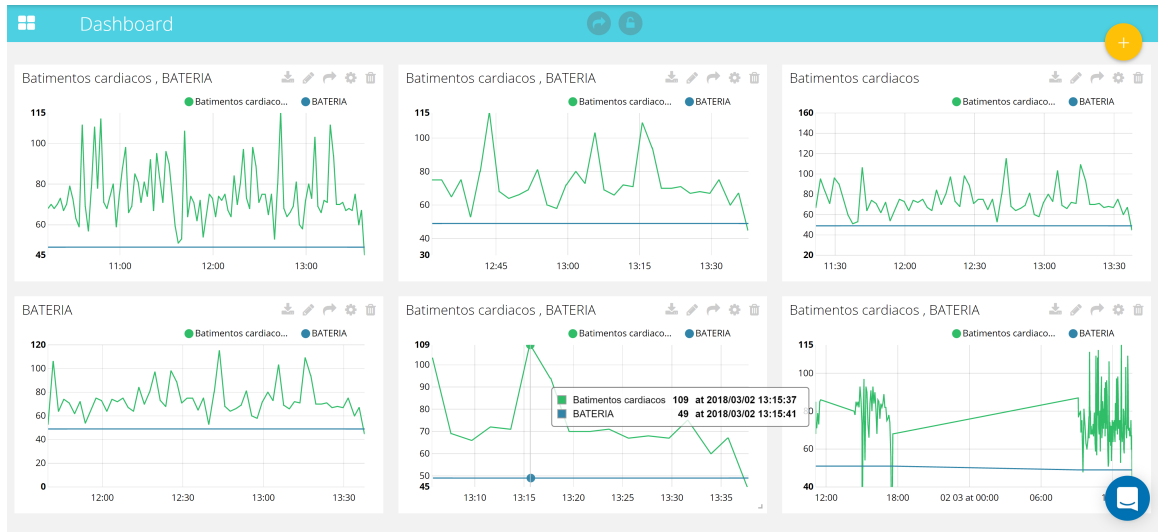 Dashboard
+
Batimentos cardiacos , BATERIA
Batimentos cardiaco... BATERIA
115
100
80
60
45
11:00 12:00 13:00
Batimentos cardiacos , BATERIA
Batimentos cardiaco... BATERIA
115
100
80
60
40
30
12:45 13:00 13:15 13:30
Batimentos cardiacos
Batimentos cardiaco... BATERIA
160
140
120
100
80
60
40
20
11:30 12:00 12:30 13:00 13:30
BATERIA
Batimentos cardiaco... BATERIA
120
100
80
60
40
20
0
12:00 12:30 13:00 13:30
Batimentos cardiacos , BATERIA
Batimentos cardiaco... BATERIA
109
100
90
80
70
60
50
45
13:10 13:15 13:20 13:25 13:30 13:35
Batimentos cardiacos 109 at 2018/03/02 13:15:37
BATERIA 49 at 2018/03/02 13:15:41
Batimentos cardiacos , BATERIA
Batimentos cardiaco... BATERIA
115
100
60
40
12:00 18:00 02 03 at 00:00 06:00